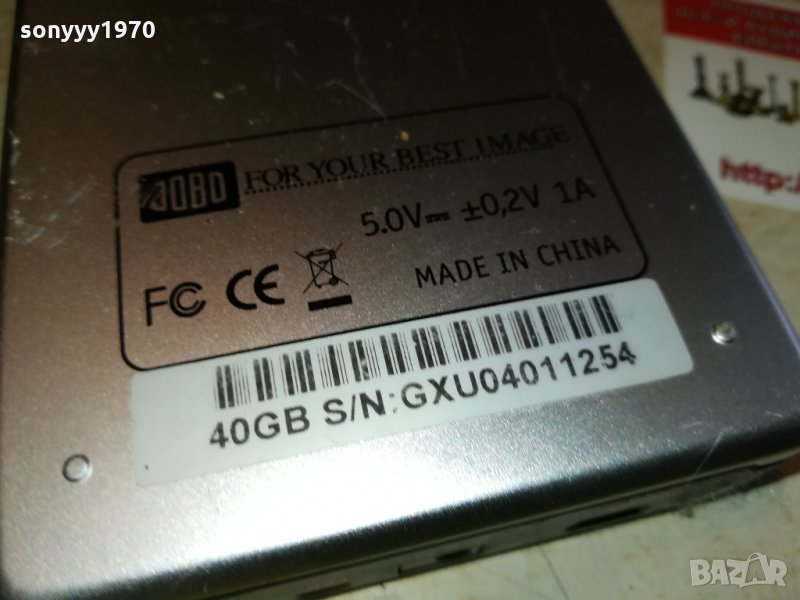 sonyyy1970
JOBO FOR YOUR BEST IMAGE
5.0V ±0,2V 1A
FC CE MADE IN CHINA
40GB S/N:GXU04011254
http:/
BAZAR